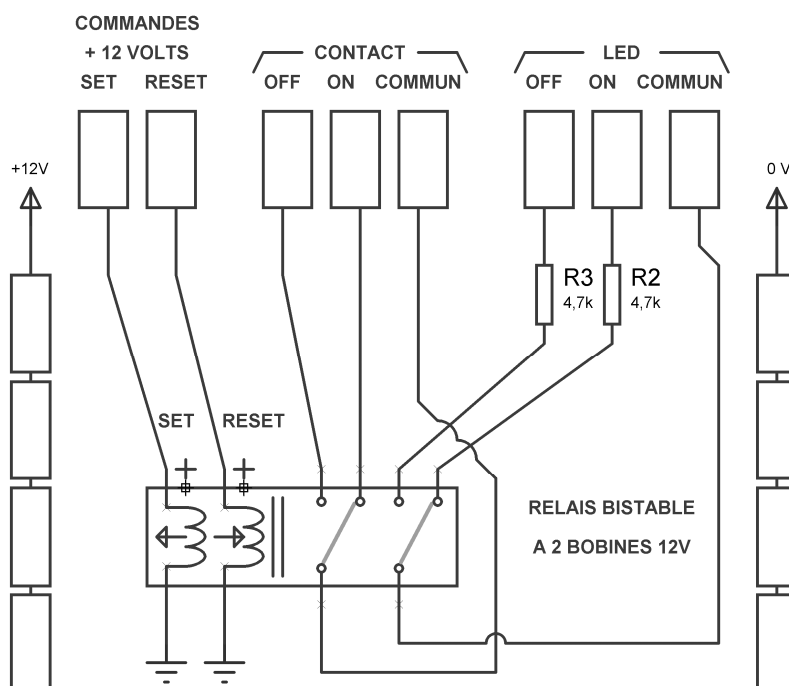 COMMANDES
+ 12 VOLTS
SET RESET
CONTACT
OFF ON COMMUN
LED
OFF ON COMMUN
+12V
0 V
R3
4,7k
R2
4,7k
SET RESET
+ +
RELAIS BISTABLE
A 2 BOBINES 12V